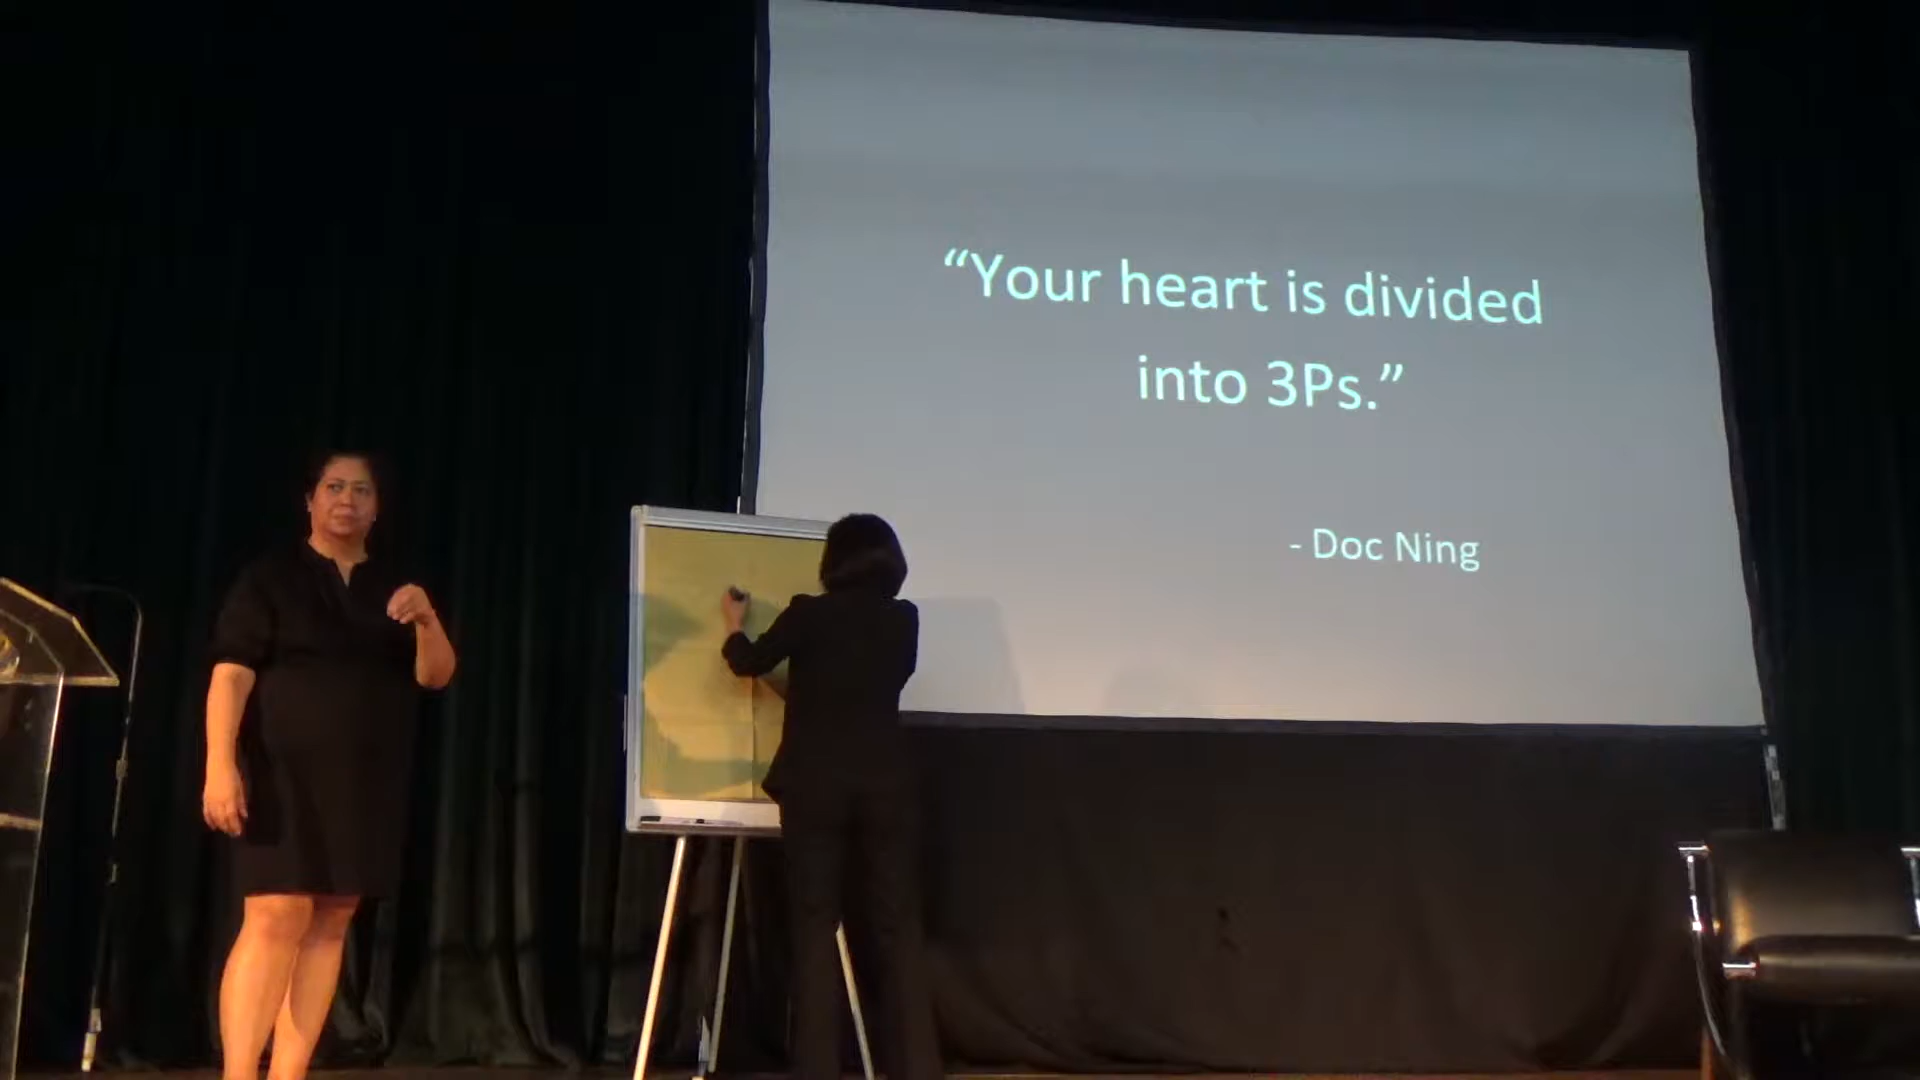 “Your heart is divided
into 3Ps.”
- Doc Ning